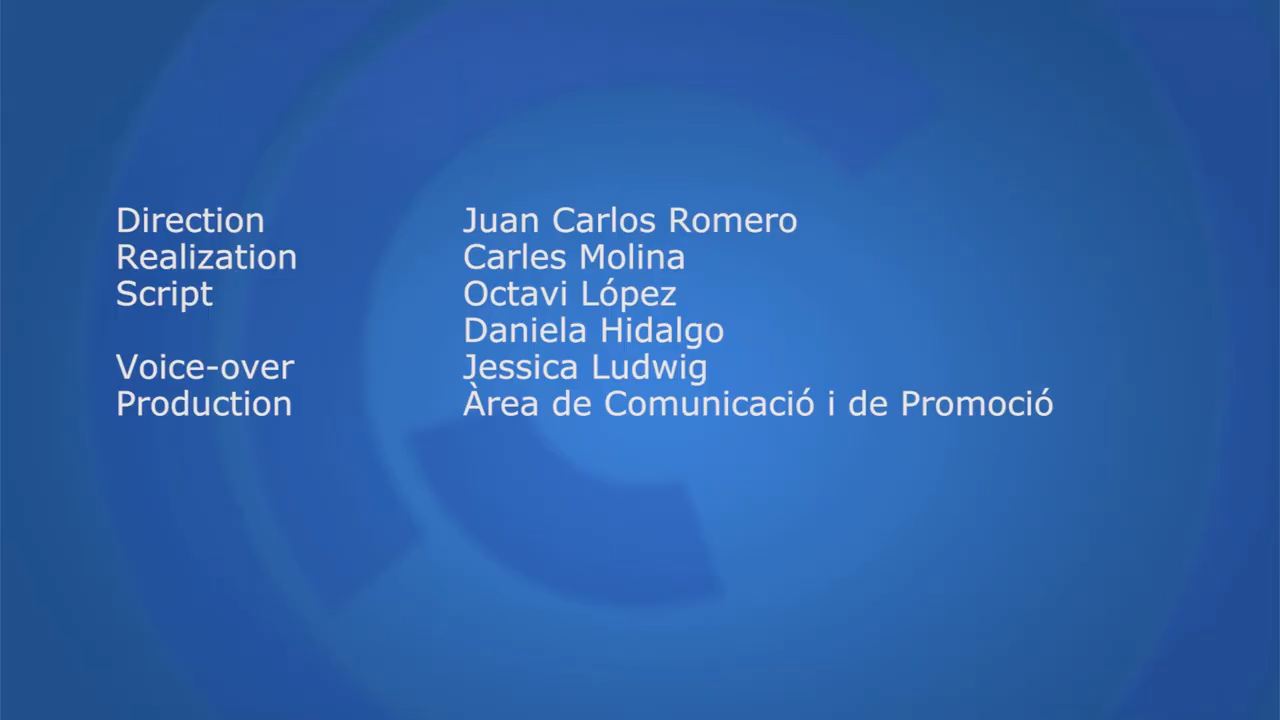 Direction Juan Carlos Romero
Realization Carles Molina
Script Octavi López
Daniela Hidalgo
Voice-over Jessica Ludwig
Production Àrea de Comunicació i de Promoció